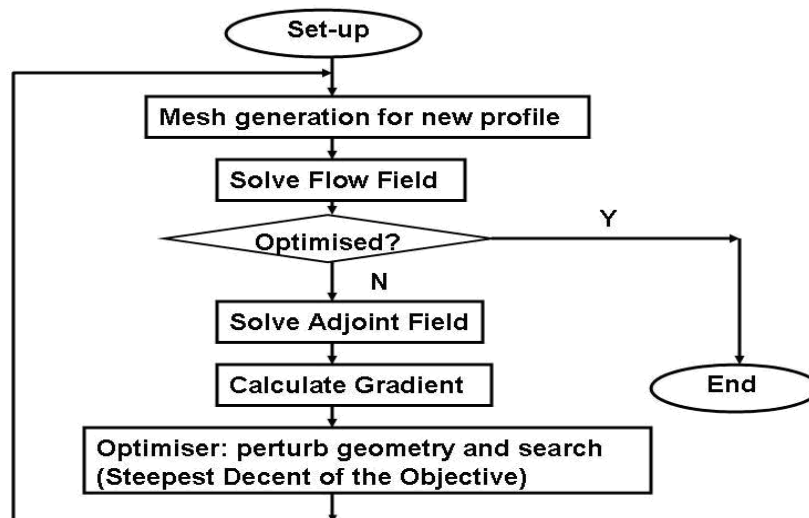 Set-up
Mesh generation for new profile
Solve Flow Field
Optimised?
Y
N
Solve Adjoint Field
Calculate Gradient
End
Optimiser: perturb geometry and search
(Steepest Decent of the Objective)